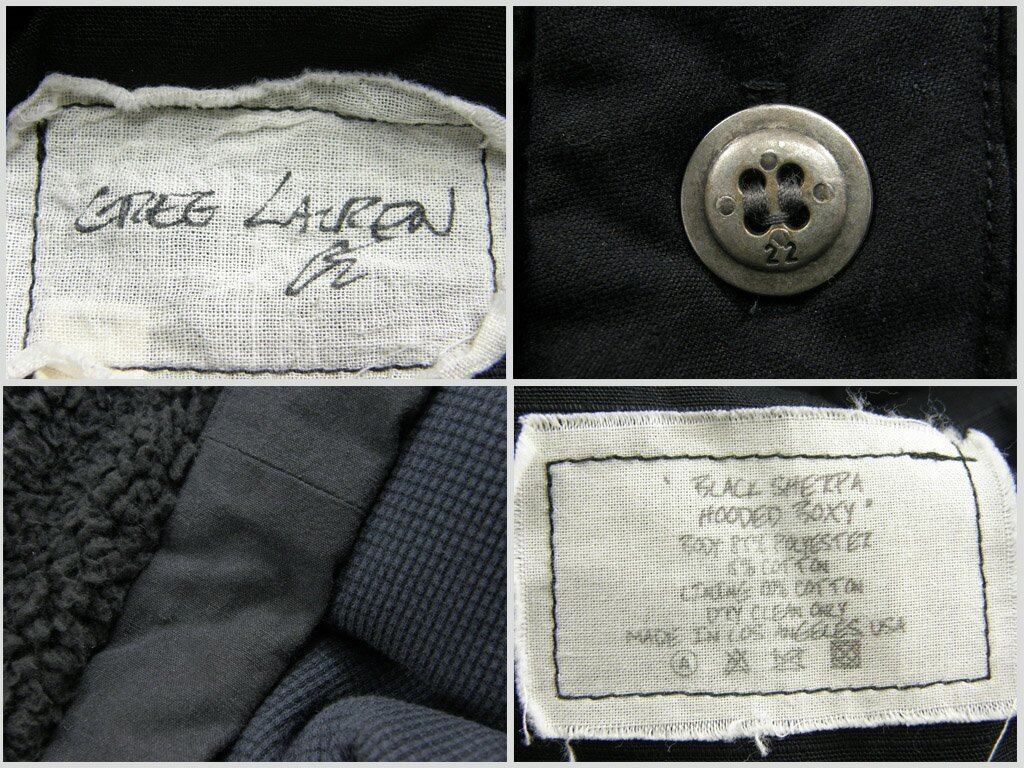 GREG LAUREN
22
"BLACK SHERPA
HOODED BOXY"
BODY POLYESTER
5% COTTON
LINING COTTON
DRY CLEAN ONLY
MADE IN LOS ANGELES USA
A